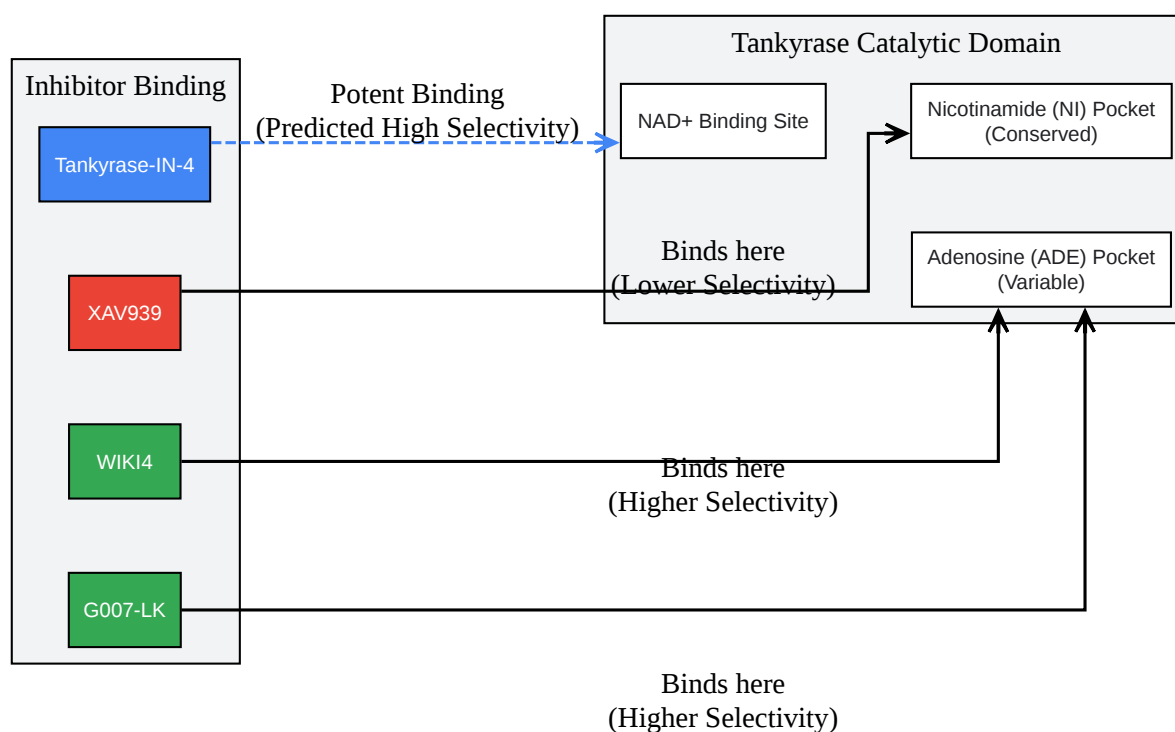 Tankyrase Catalytic Domain
Inhibitor Binding
Potent Binding
(Predicted High Selectivity)
NAD+ Binding Site
Nicotinamide (NI) Pocket
(Conserved)
Tankyrase-IN-4
Binds here
(Lower Selectivity)
Adenosine (ADE) Pocket
(Variable)
XAV939
WIKI4
Binds here
(Higher Selectivity)
G007-LK
Binds here
(Higher Selectivity)